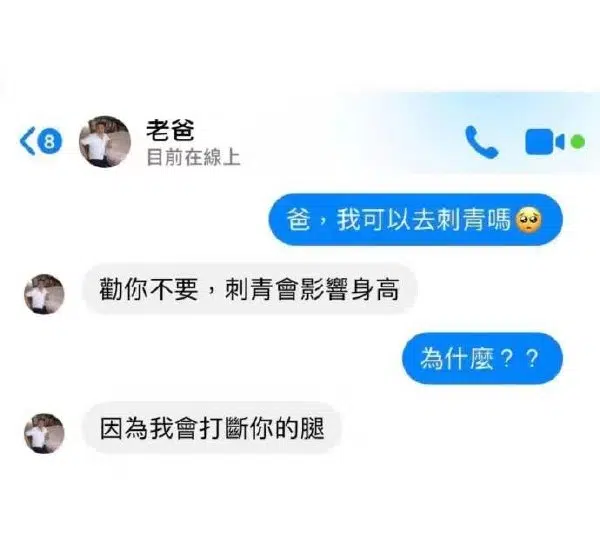 8
老爸
目前在線上
爸，我可以去刺青嗎🥺
勸你不要，刺青會影響身高
為什麼？？
因為我會打斷你的腿